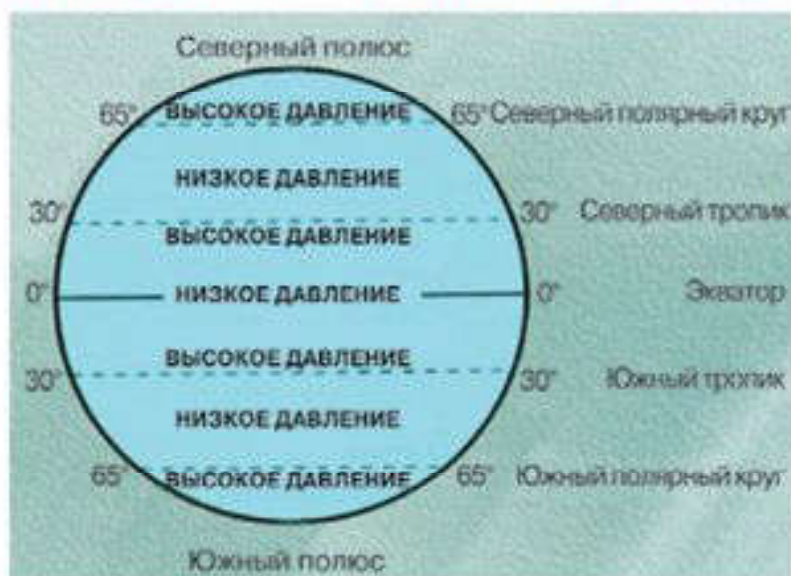 Северный полюс
65° ВЫСОКОЕ ДАВЛЕНИЕ 65° Северный полярный круг
НИЗКОЕ ДАВЛЕНИЕ
30° 30° Северный тропик
ВЫСОКОЕ ДАВЛЕНИЕ
0° НИЗКОЕ ДАВЛЕНИЕ 0° Экватор
ВЫСОКОЕ ДАВЛЕНИЕ
30° 30° Южный тропик
НИЗКОЕ ДАВЛЕНИЕ
65° ВЫСОКОЕ ДАВЛЕНИЕ 65° Южный полярный круг
Южный полюс